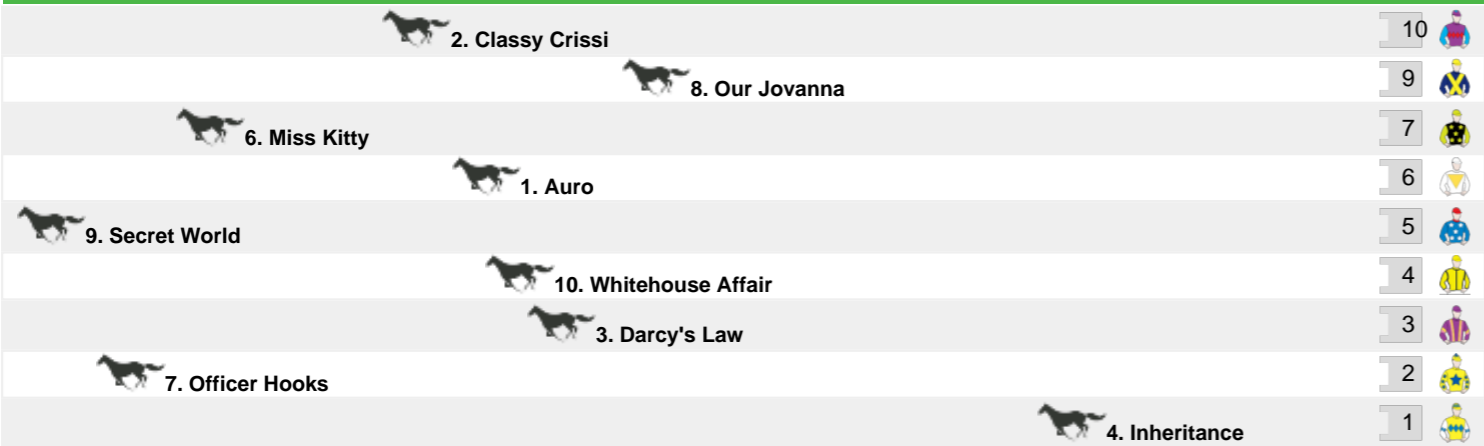 2. Classy Crissi 10
8. Our Jovanna 9
6. Miss Kitty 7
1. Auro 6
9. Secret World 5
10. Whitehouse Affair 4
3. Darcy's Law 3
7. Officer Hooks 2
4. Inheritance 1